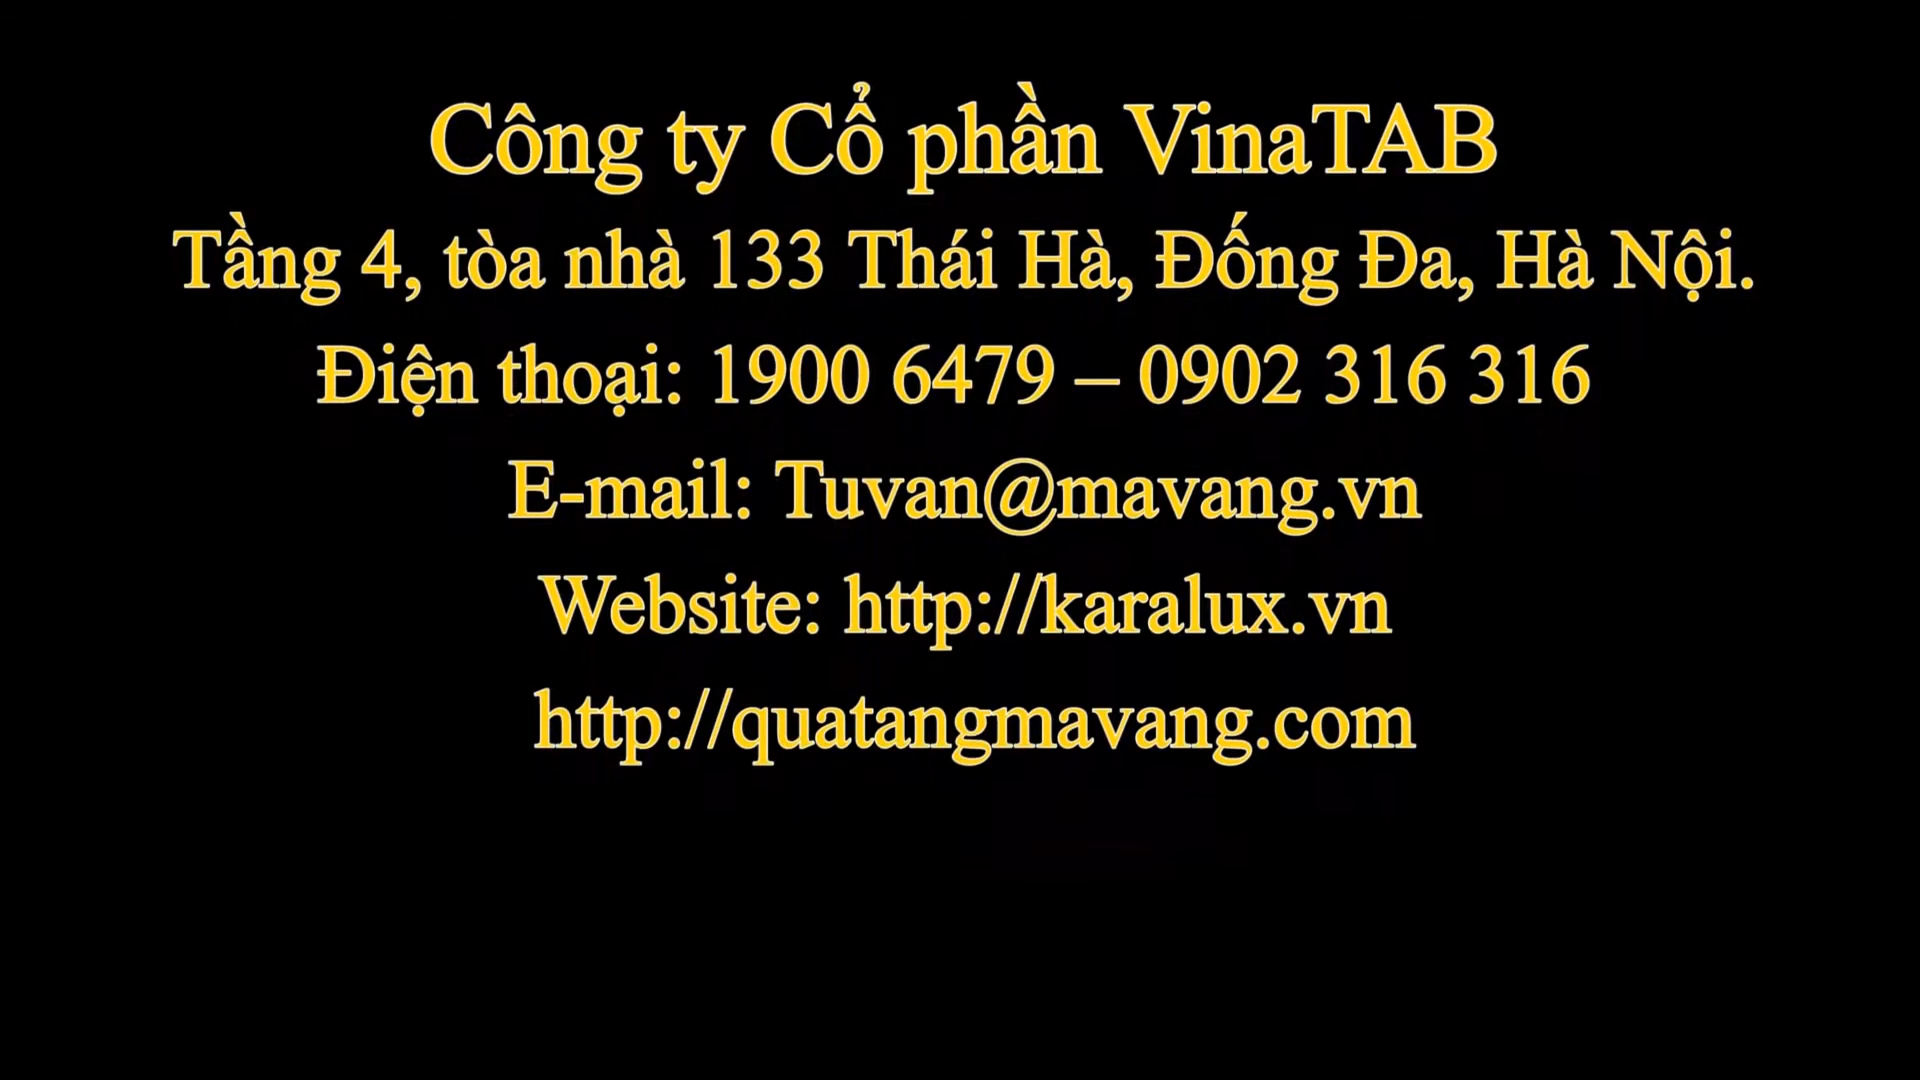 Công ty Cổ phần VinaTAB
Tầng 4, tòa nhà 133 Thái Hà, Đống Đa, Hà Nội.
Điện thoại: 1900 6479 – 0902 316 316
E-mail: Tuvan@mavang.vn
Website: http://karalux.vn
http://quatangmavang.com